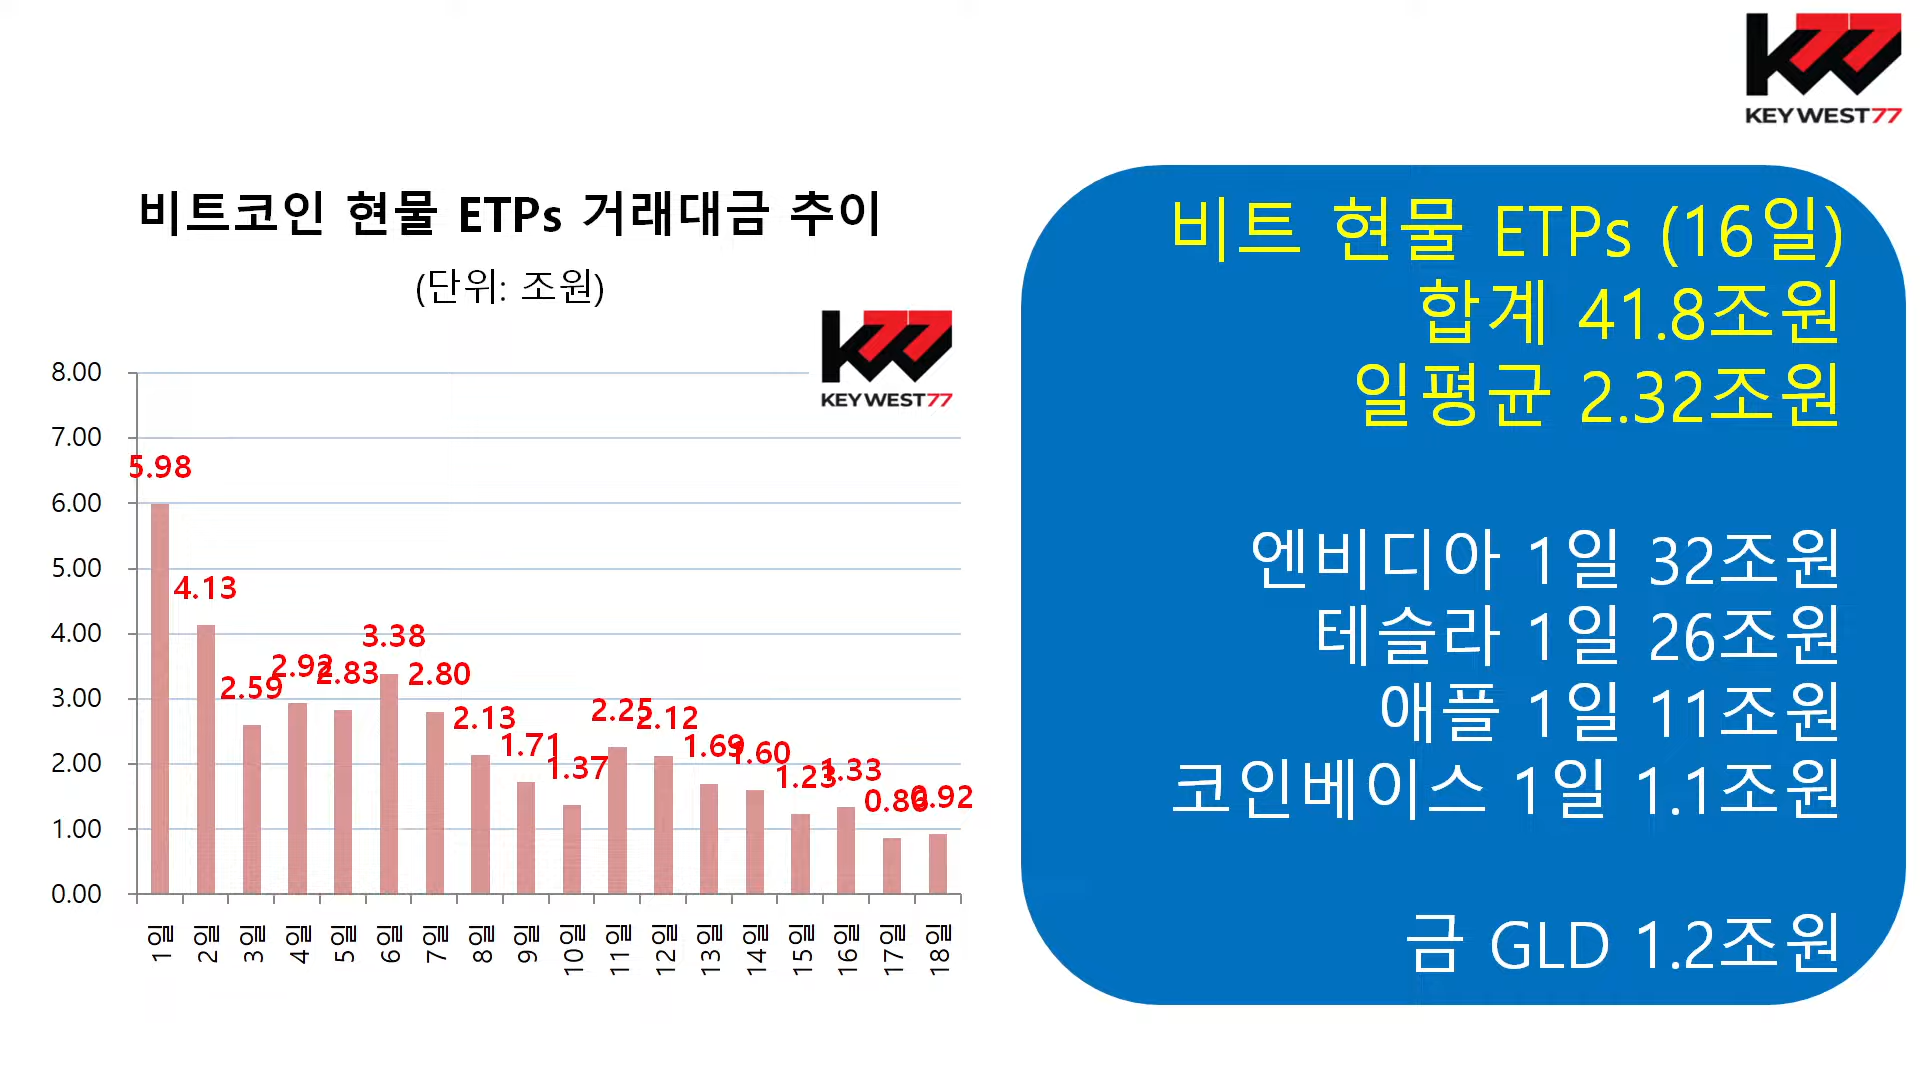 KEYWEST77
비트코인 현물 ETPs 거래대금 추이
(단위: 조원)
KEYWEST77
8.00
7.00
6.00
5.00
4.00
3.00
2.00
1.00
0.00
5.98
4.13
2.59
2.92
2.83
3.38
2.80
2.13
1.71
1.37
2.25
2.12
1.69
1.60
1.23
1.33
0.86
0.92
1일
2일
3일
4일
5일
6일
7일
8일
9일
10일
11일
12일
13일
14일
15일
16일
17일
18일
비트 현물 ETPs (16일)
합계 41.8조원
일평균 2.32조원
엔비디아 1일 32조원
테슬라 1일 26조원
애플 1일 11조원
코인베이스 1일 1.1조원
금 GLD 1.2조원